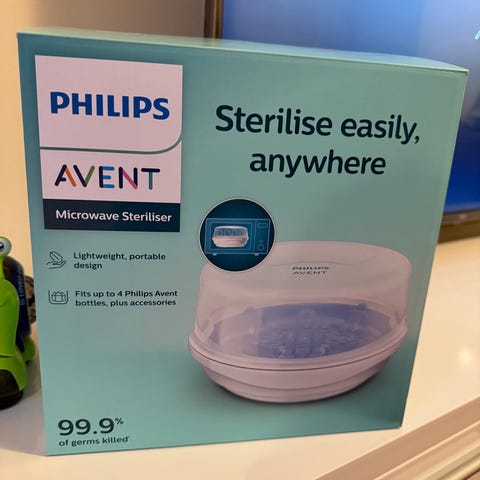 PHILIPS
AVENT
Microwave Steriliser
Sterilise easily,
anywhere
Lightweight, portable
design
Fits up to 4 Philips Avent
bottles, plus accessories
PHILIPS
AVENT
99.9%
of germs killed*